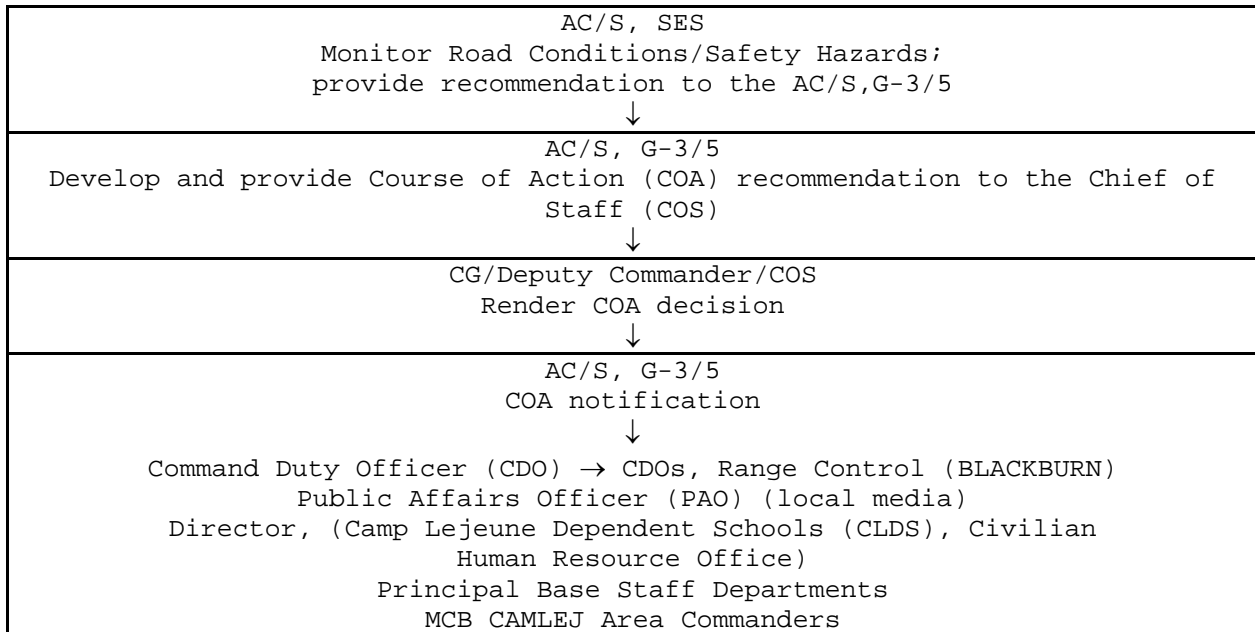 AC/S, SES
Monitor Road Conditions/Safety Hazards;
provide recommendation to the AC/S,G-3/5
↓
AC/S, G-3/5
Develop and provide Course of Action (COA) recommendation to the Chief of
Staff (COS)
↓
CG/Deputy Commander/COS
Render COA decision
↓
AC/S, G-3/5
COA notification
↓
Command Duty Officer (CDO) → CDOs, Range Control (BLACKBURN)
Public Affairs Officer (PAO) (local media)
Director, (Camp Lejeune Dependent Schools (CLDS), Civilian
Human Resource Office)
Principal Base Staff Departments
MCB CAMLEJ Area Commanders